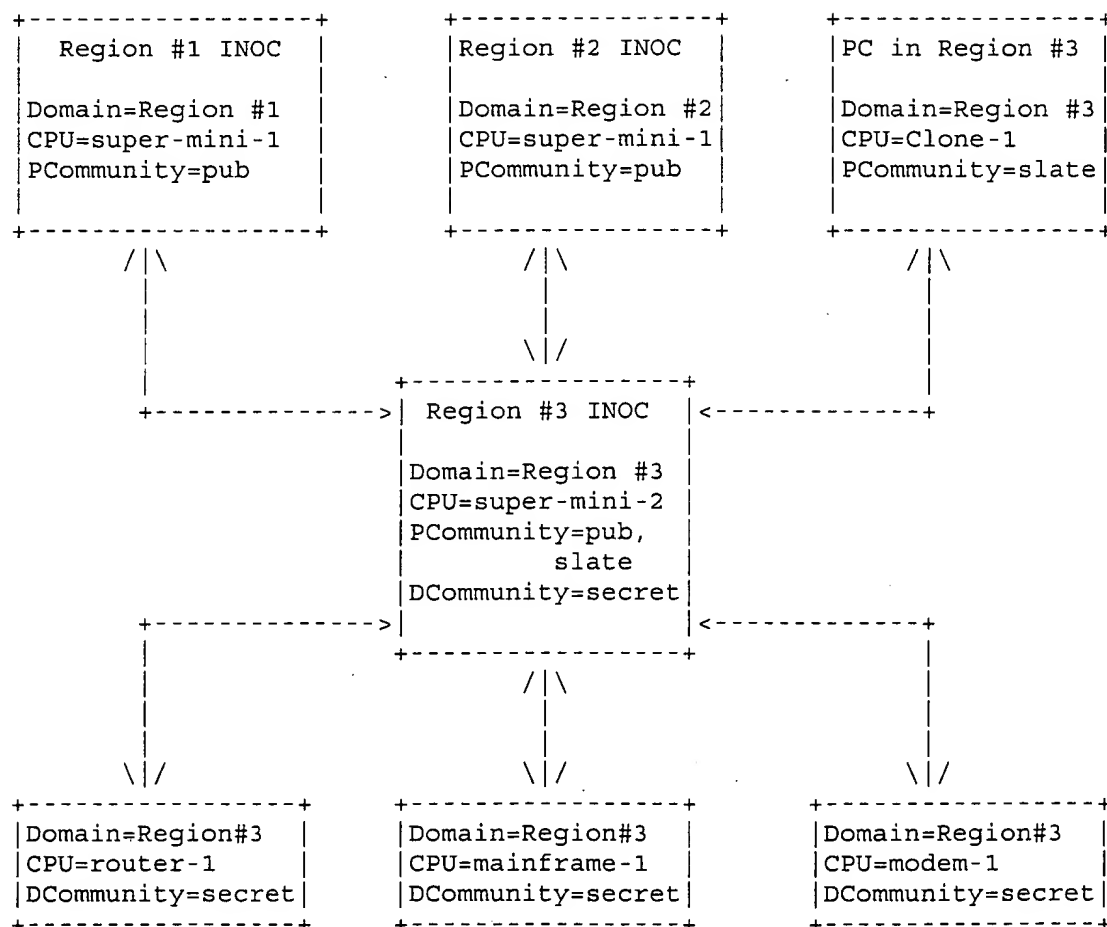 Region #1 INOC
Domain=Region #1
CPU=super-mini-1
PCommunity=pub
Region #2 INOC
Domain=Region #2
CPU=super-mini-1
PCommunity=pub
PC in Region #3
Domain=Region #3
CPU=Clone-1
PCommunity=slate
Region #3 INOC
Domain=Region #3
CPU=super-mini-2
PCommunity=pub,
slate
DCommunity=secret
Domain=Region#3
CPU=router-1
DCommunity=secret
Domain=Region#3
CPU=mainframe-1
DCommunity=secret
Domain=Region#3
CPU=modem-1
DCommunity=secret